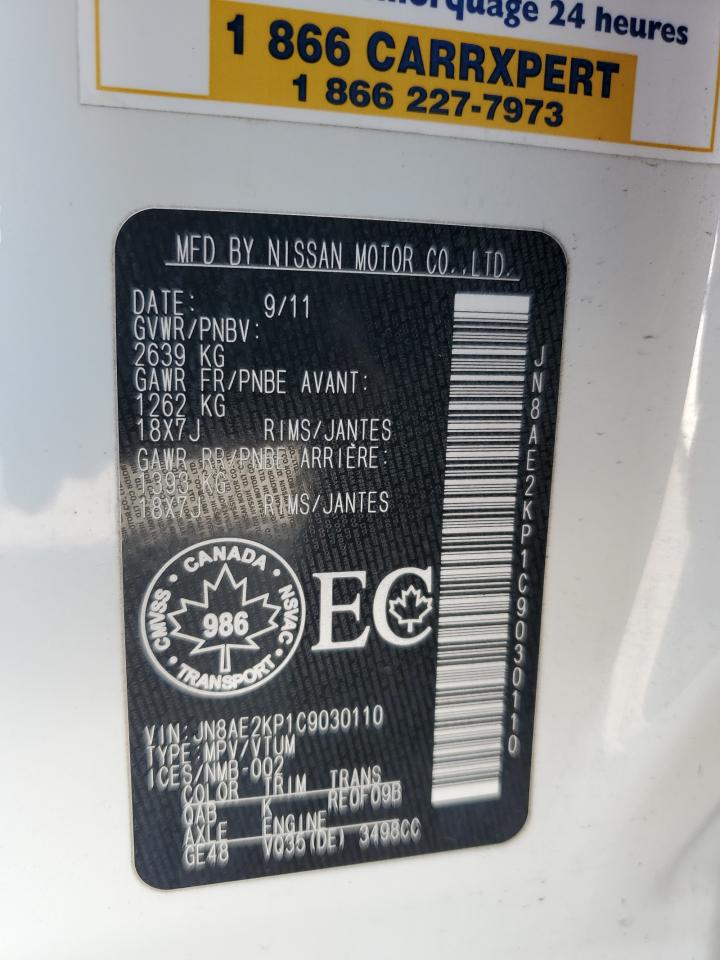 morquage 24 heures
1 866 CARRXPERT
1 866 227-7973
MFD BY NISSAN MOTOR CO.,LTD.
DATE: 9/11
GVWR/PNBV:
2639 KG
GAWR FR/PNBE AVANT:
1262 KG
18X7J RIMS/JANTES
GAWR RR/PNBE ARRIÈRE:
KG
18X7J RIMS/JANTES
CANADA
CMVSS NSVAC
986
TRANSPORT
EC
VIN:JN8AE2KP1C9030110
TYPE:MPV/VTUM
ICES/NMB-002
COLOR TRIM TRANS
QAB K RE0F09B
AXLE ENGINE
GE48 VQ35(DE) 3498CC
JN8AE2KP1C9030110